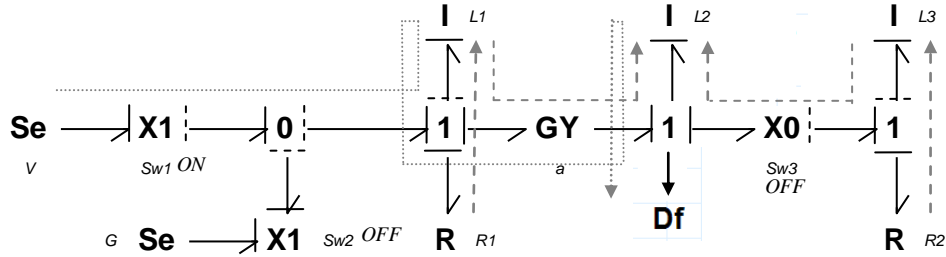 I L1 I L2 I L3
Se X1 0 1 GY 1 X0 1
V Sw1 ON a Sw3
OFF
G Se X1 Sw2 OFF R R1 Df R R2